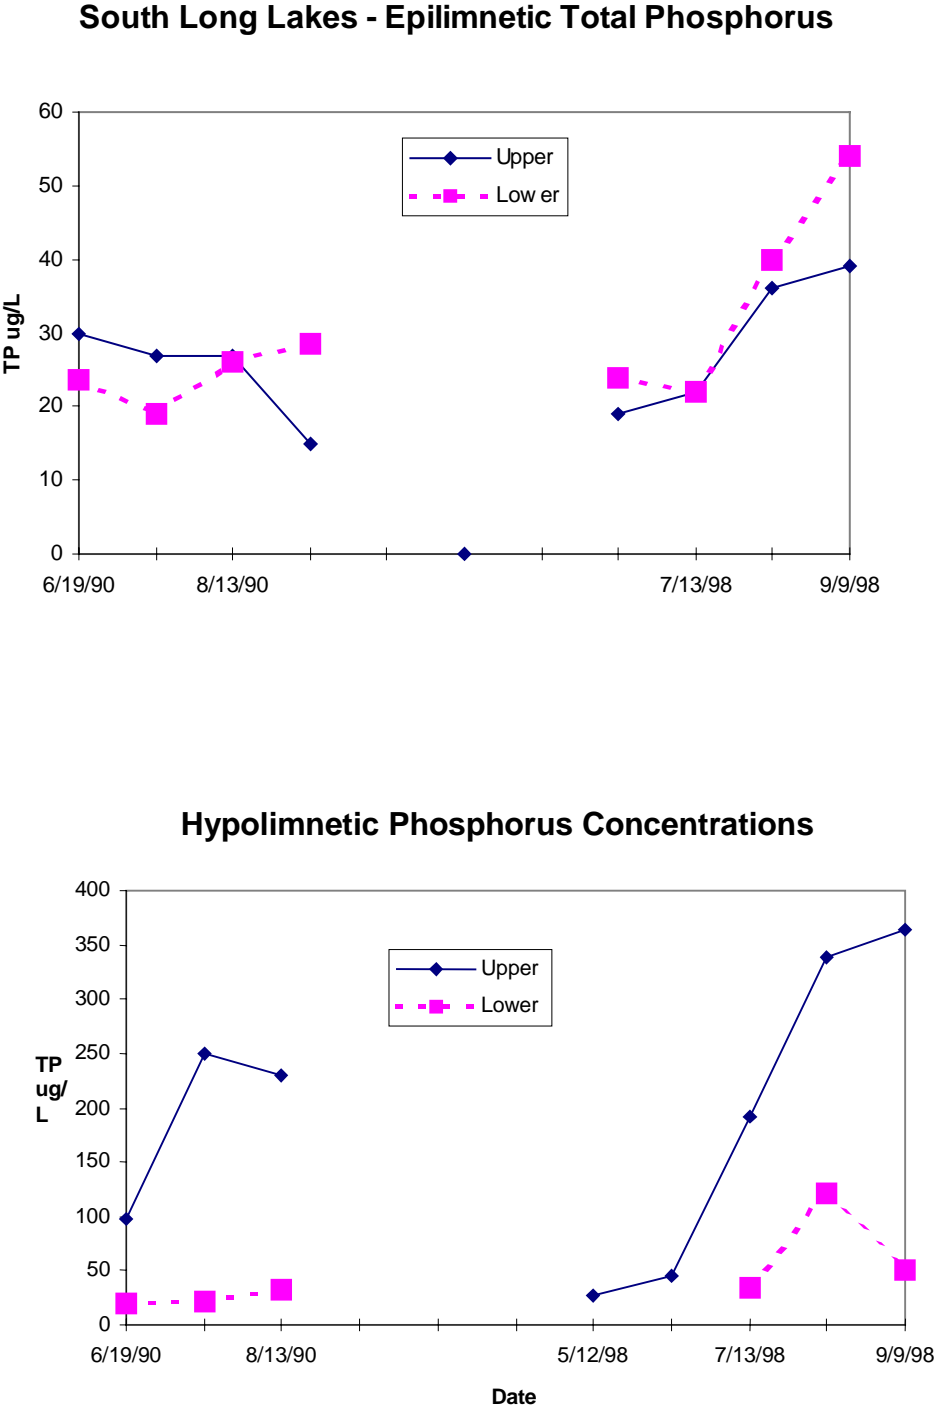 South Long Lakes - Epilimnetic Total Phosphorus
60
50
40
30
20
10
0
TP ug/L
Upper
Low er
6/19/90 8/13/90 7/13/98 9/9/98
Hypolimnetic Phosphorus Concentrations
400
350
300
250
200
150
100
50
0
TP
ug/
L
Upper
Lower
6/19/90 8/13/90 5/12/98 7/13/98 9/9/98
Date